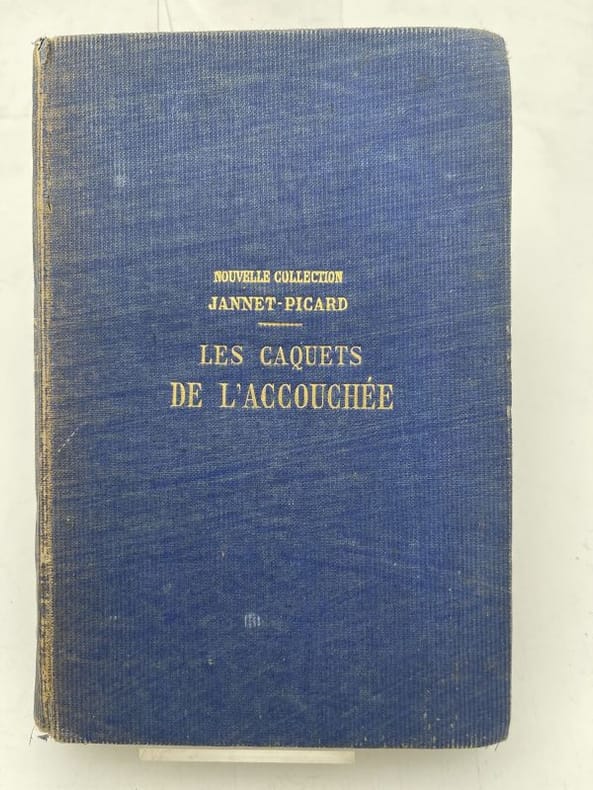 NOUVELLE COLLECTION
JANNET-PICARD
LES CAQUETS
DE L'ACCOUCHÉE